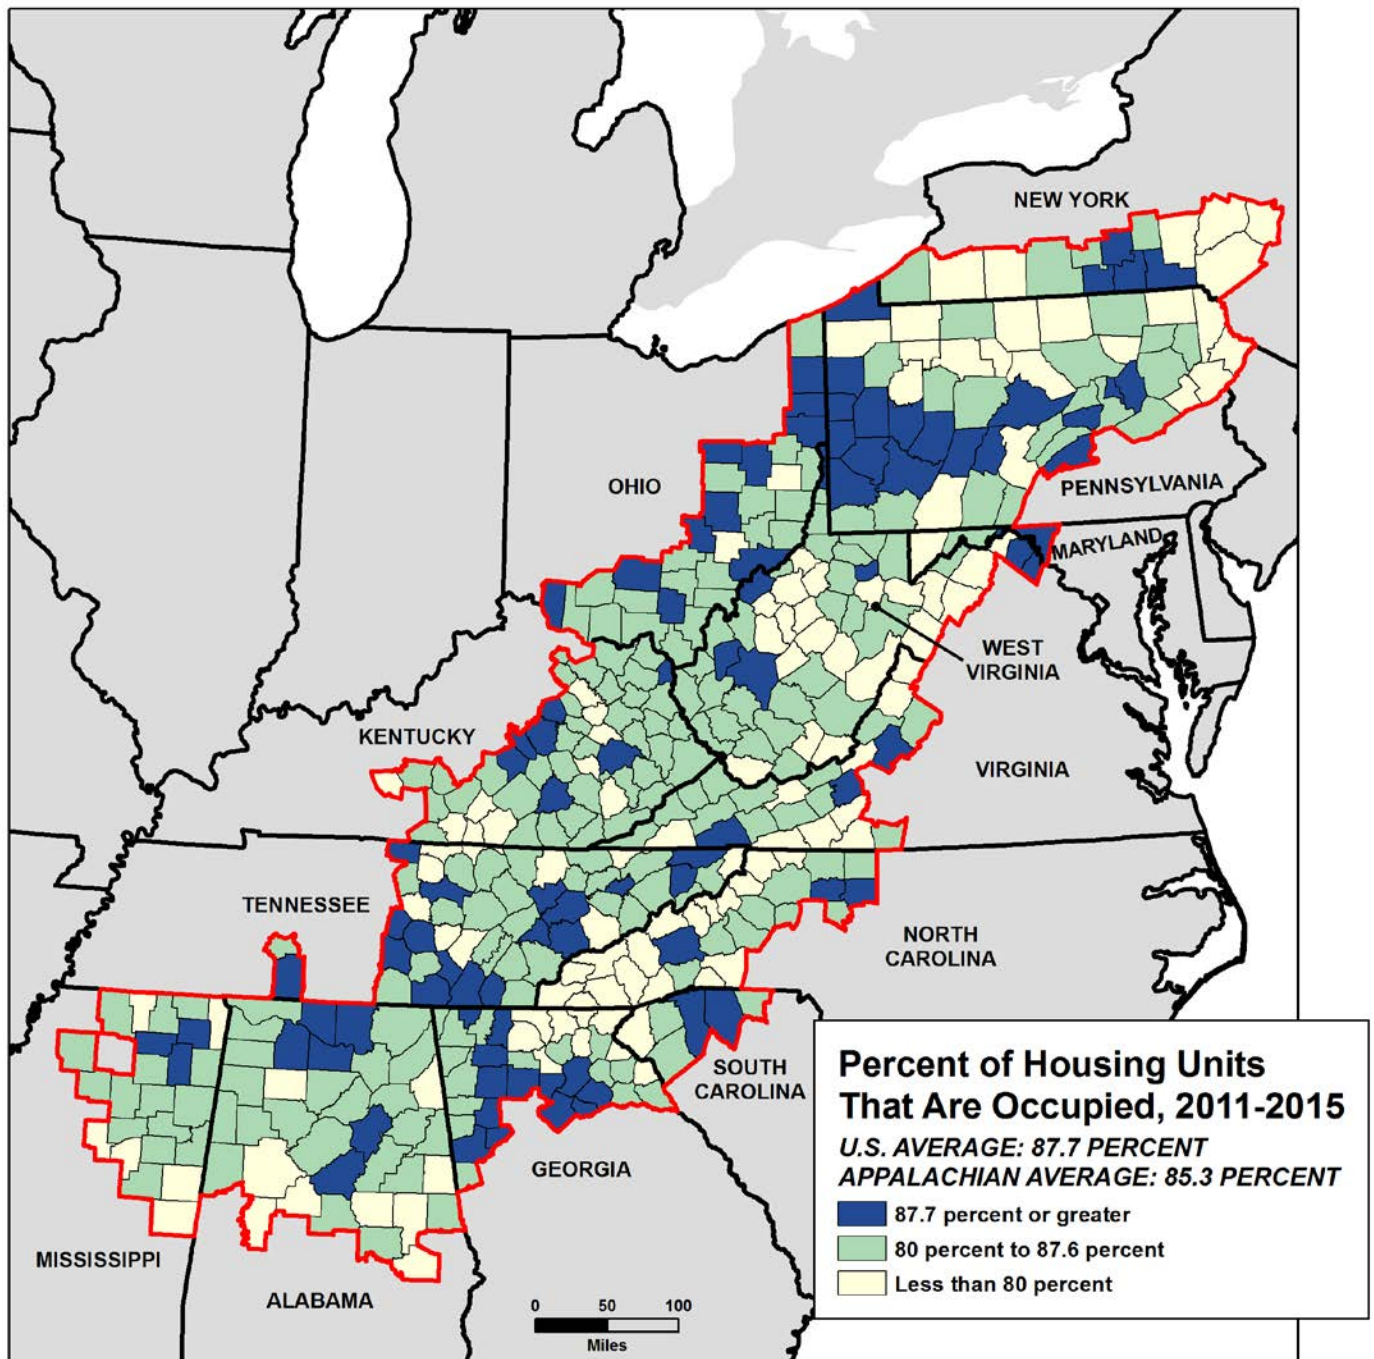 NEW YORK
OHIO
PENNSYLVANIA
MARYLAND
WEST
VIRGINIA
KENTUCKY
VIRGINIA
TENNESSEE
NORTH
CAROLINA
SOUTH
CAROLINA
GEORGIA
MISSISSIPPI
ALABAMA
0 50 100
Miles
Percent of Housing Units
That Are Occupied, 2011-2015
U.S. AVERAGE: 87.7 PERCENT
APPALACHIAN AVERAGE: 85.3 PERCENT
87.7 percent or greater
80 percent to 87.6 percent
Less than 80 percent